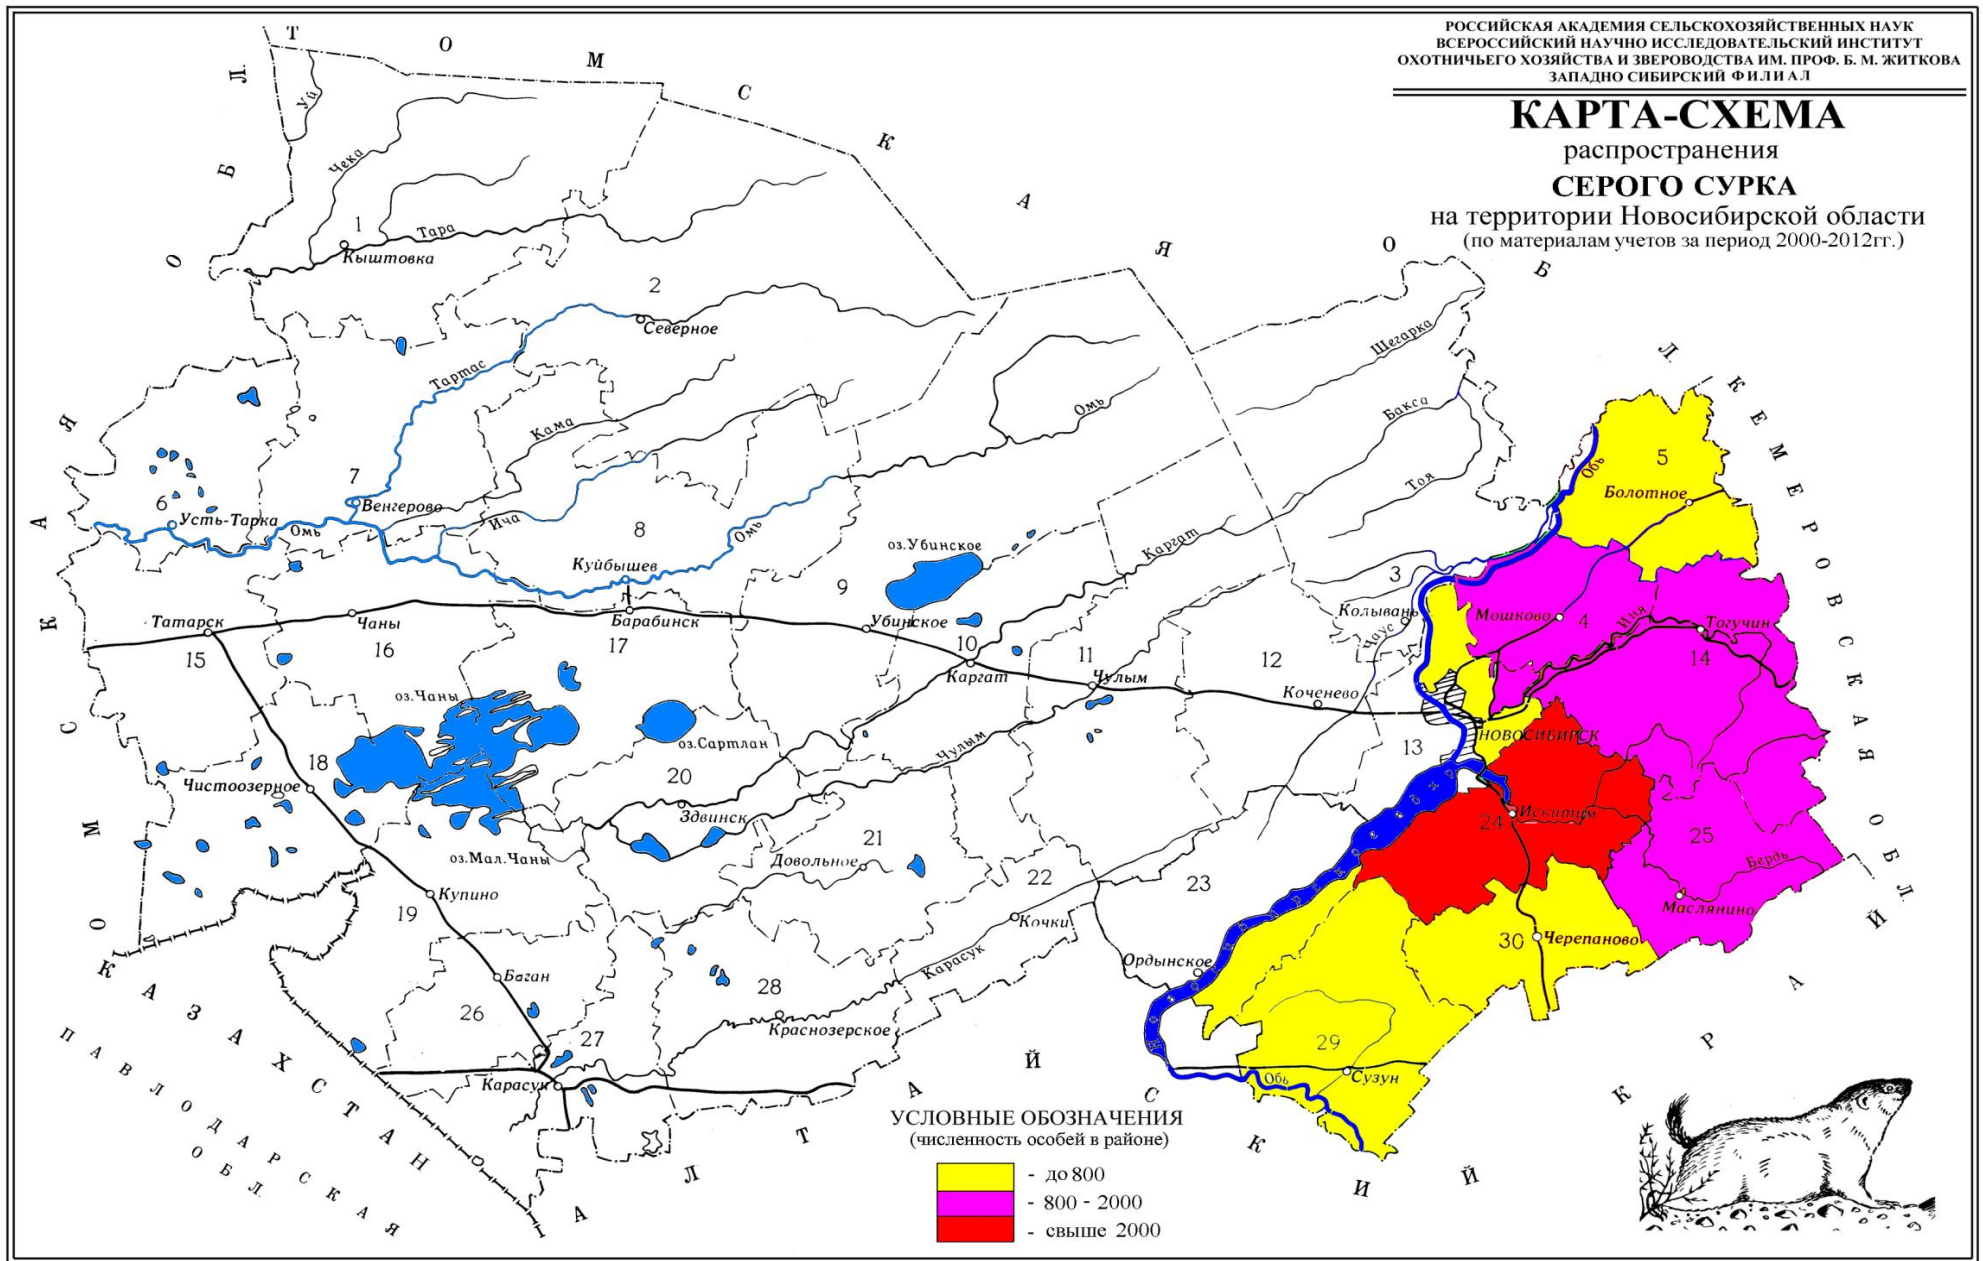 РОССИЙСКАЯ АКАДЕМИЯ СЕЛЬСКОХОЗЯЙСТВЕННЫХ НАУК
ВСЕРОССИЙСКИЙ НАУЧНО ИССЛЕДОВАТЕЛЬСКИЙ ИНСТИТУТ
ОХОТНИЧЬЕГО ХОЗЯЙСТВА И ЗВЕРОВОДСТВА ИМ. ПРОФ. Б. М. ЖИТКОВА
ЗАПАДНО СИБИРСКИЙ ФИЛИАЛ
КАРТА-СХЕМА
распространения
СЕРОГО СУРКА
на территории Новосибирской области
(по материалам учетов за период 2000-2012гг.)
ТОМСКАЯ ОБЛ
КЕМЕРОВСКАЯ ОБЛ
ОМСКАЯ ОБЛ
Уй
Чека
1
Тара
Кыштовка
2
Северное
Тартас
Шегарка
Кама
Омь
Бакса
Обь
5
Болотное
7
Венгерово
6
Усть-Тарка
Омь
Ича
8
Омь
Тоя
Каргат
оз.Убинское
Куйбышев
9
3
Колывань
Чаус
Мошково
4
Иня
Тогучин
14
Татарск
15
Чаны
16
Барабинск
17
Убинское
10
Каргат
11
Чулым
12
Коченево
оз.Чаны
оз.Сартлан
Чулым
13
НОВОСИБИРСК
18
Чистоозерное
20
Здвинск
Искитим
24
25
Бердь
Маслянино
оз.Мал.Чаны
Довольное
21
22
23
Купино
19
Кочки
Карасук
Ордынское
30
Черепаново
Баган
26
28
Краснозерское
27
Карасук
29
Сузун
Обь
КАЗАХСТАН
ПАВЛОДАРСКАЯ
ОБЛ.
АЛТАЙСКИЙ КРАЙ
УСЛОВНЫЕ ОБОЗНАЧЕНИЯ
(численность особей в районе)
- до 800
- 800 - 2000
- свыше 2000